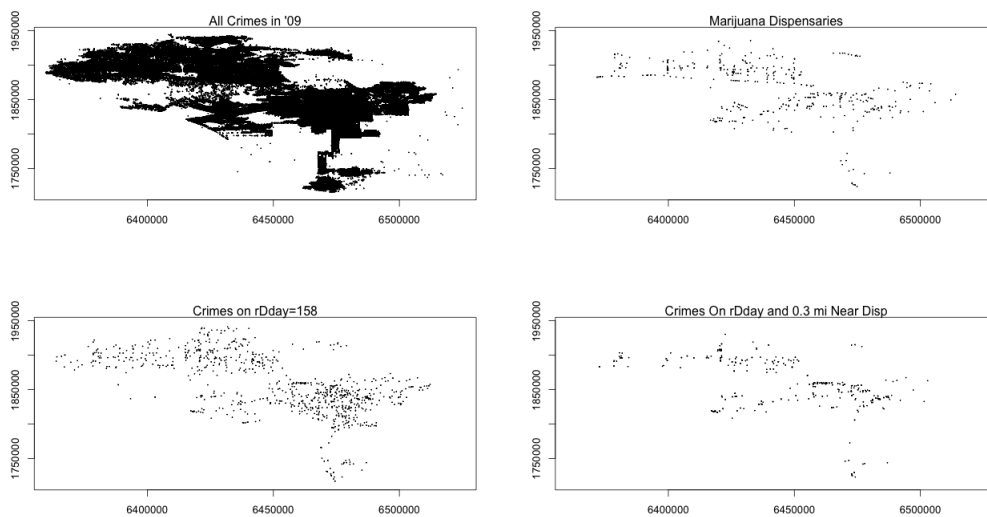 All Crimes in '09
1950000
1850000
1750000
6400000 6450000 6500000
Marijuana Dispensaries
1950000
1850000
1750000
6400000 6450000 6500000
Crimes on rDday=158
1950000
1850000
1750000
6400000 6450000 6500000
Crimes On rDday and 0.3 mi Near Disp
1950000
1850000
1750000
6400000 6450000 6500000